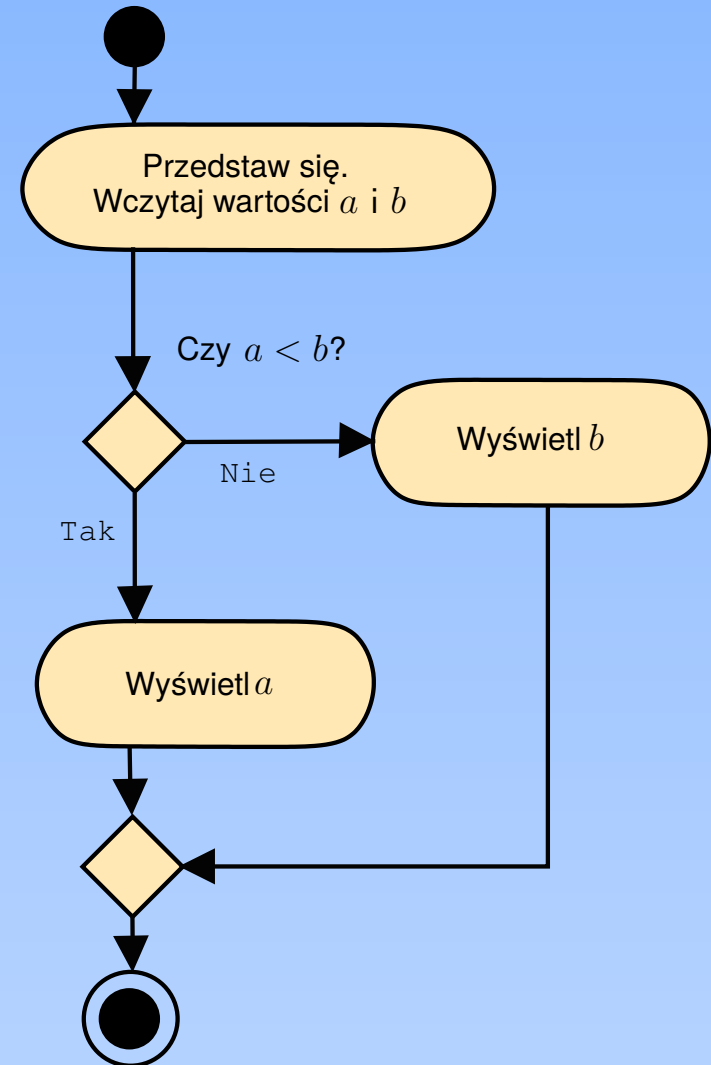 Przedstaw się.
Wczytaj wartości a i b
Czy a < b?
Wyświetl b
Nie
Tak
Wyświetl a